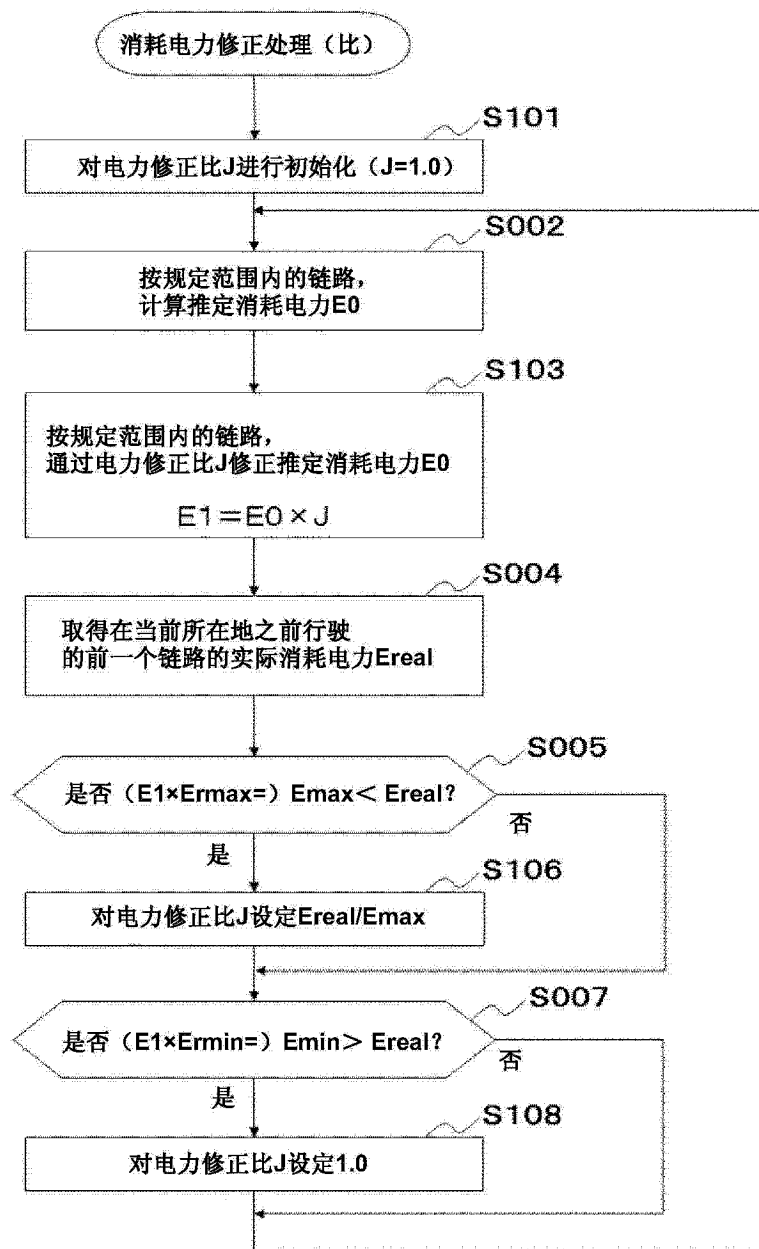 消耗电力修正处理（比）
S101
对电力修正比J进行初始化（J=1.0）
S002
按规定范围内的链路，
计算推定消耗电力E0
S103
按规定范围内的链路，
通过电力修正比J修正推定消耗电力E0
E1＝E0×J
S004
取得在当前所在地之前行驶
的前一个链路的实际消耗电力Ereal
S005
是否（E1×Ermax=）Emax＜ Ereal?
否
是
S106
对电力修正比J设定Ereal/Emax
S007
是否（E1×Ermin=）Emin＞ Ereal?
否
是
S108
对电力修正比J设定1.0